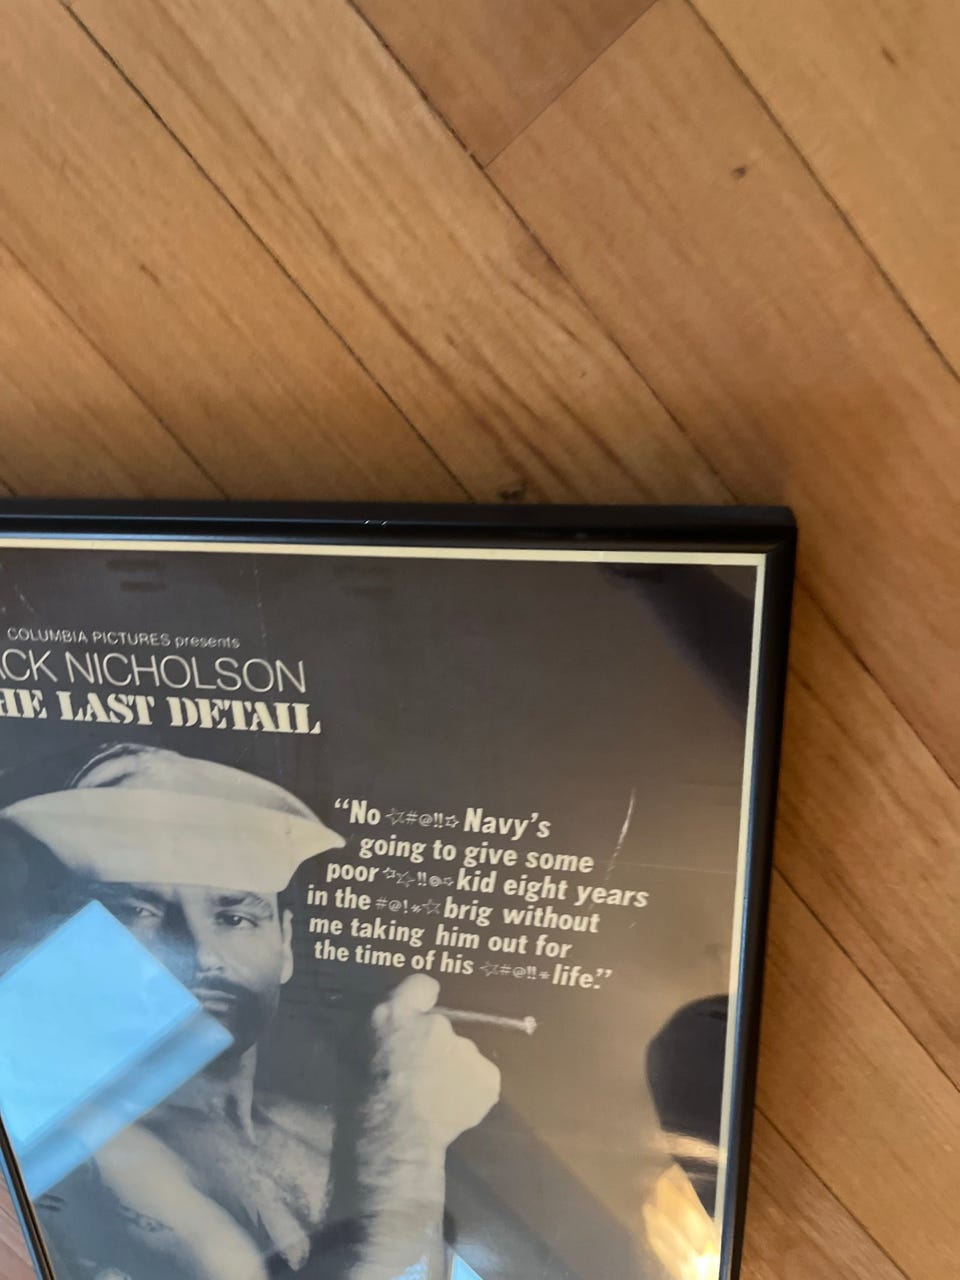 COLUMBIA PICTURES presents
ACK NICHOLSON
HE LAST DETAIL
“No ☆#@!!☆ Navy’s
going to give some
poor *☆!!@* kid eight years
in the #@!*☆ brig without
me taking him out for
the time of his ☆#@!!* life.”